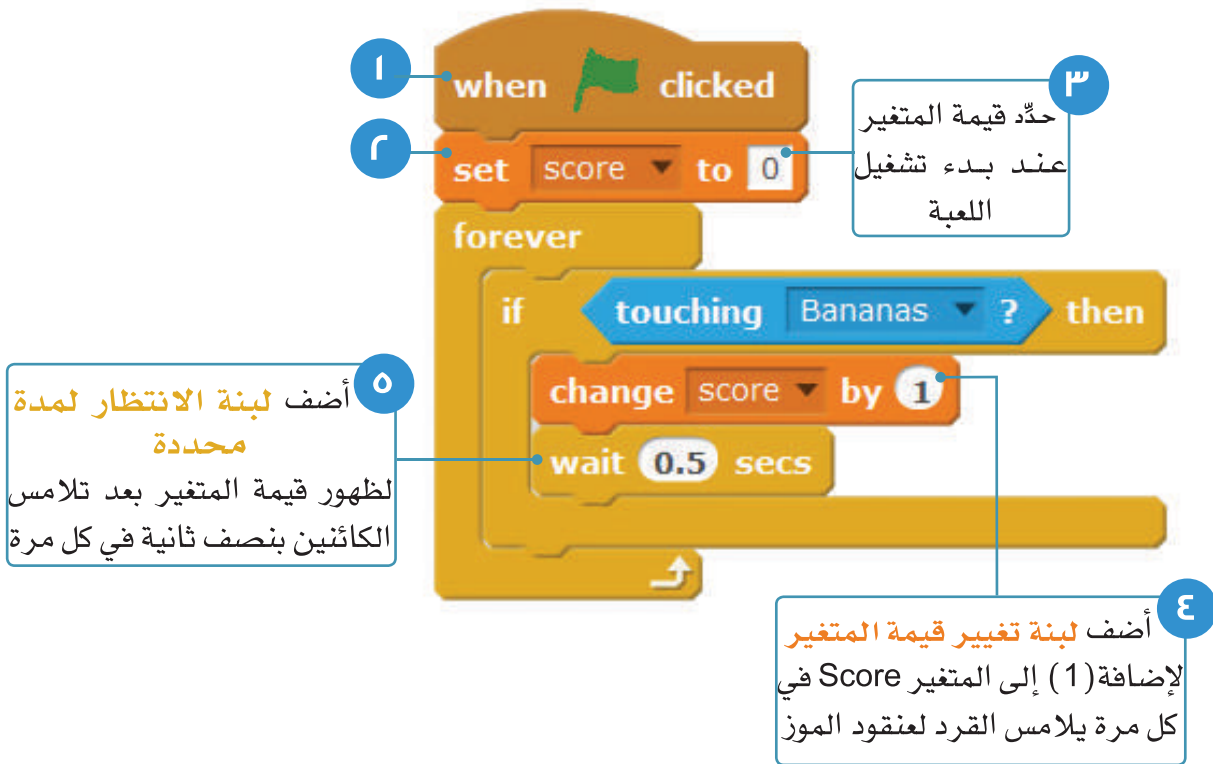 ١
when clicked
٣
حدِّد قيمة المتغير
عند بدء تشغيل
اللعبة
٢
set score to 0
forever
if touching Bananas ? then
٥
أضف لبنة الانتظار لمدة
محددة
لظهور قيمة المتغير بعد تلامس
الكائنين بنصف ثانية في كل مرة
change score by 1
wait 0.5 secs
٤
أضف لبنة تغيير قيمة المتغير
لإضافة (1) إلى المتغير Score في
كل مرة يلامس القرد لعنقود الموز